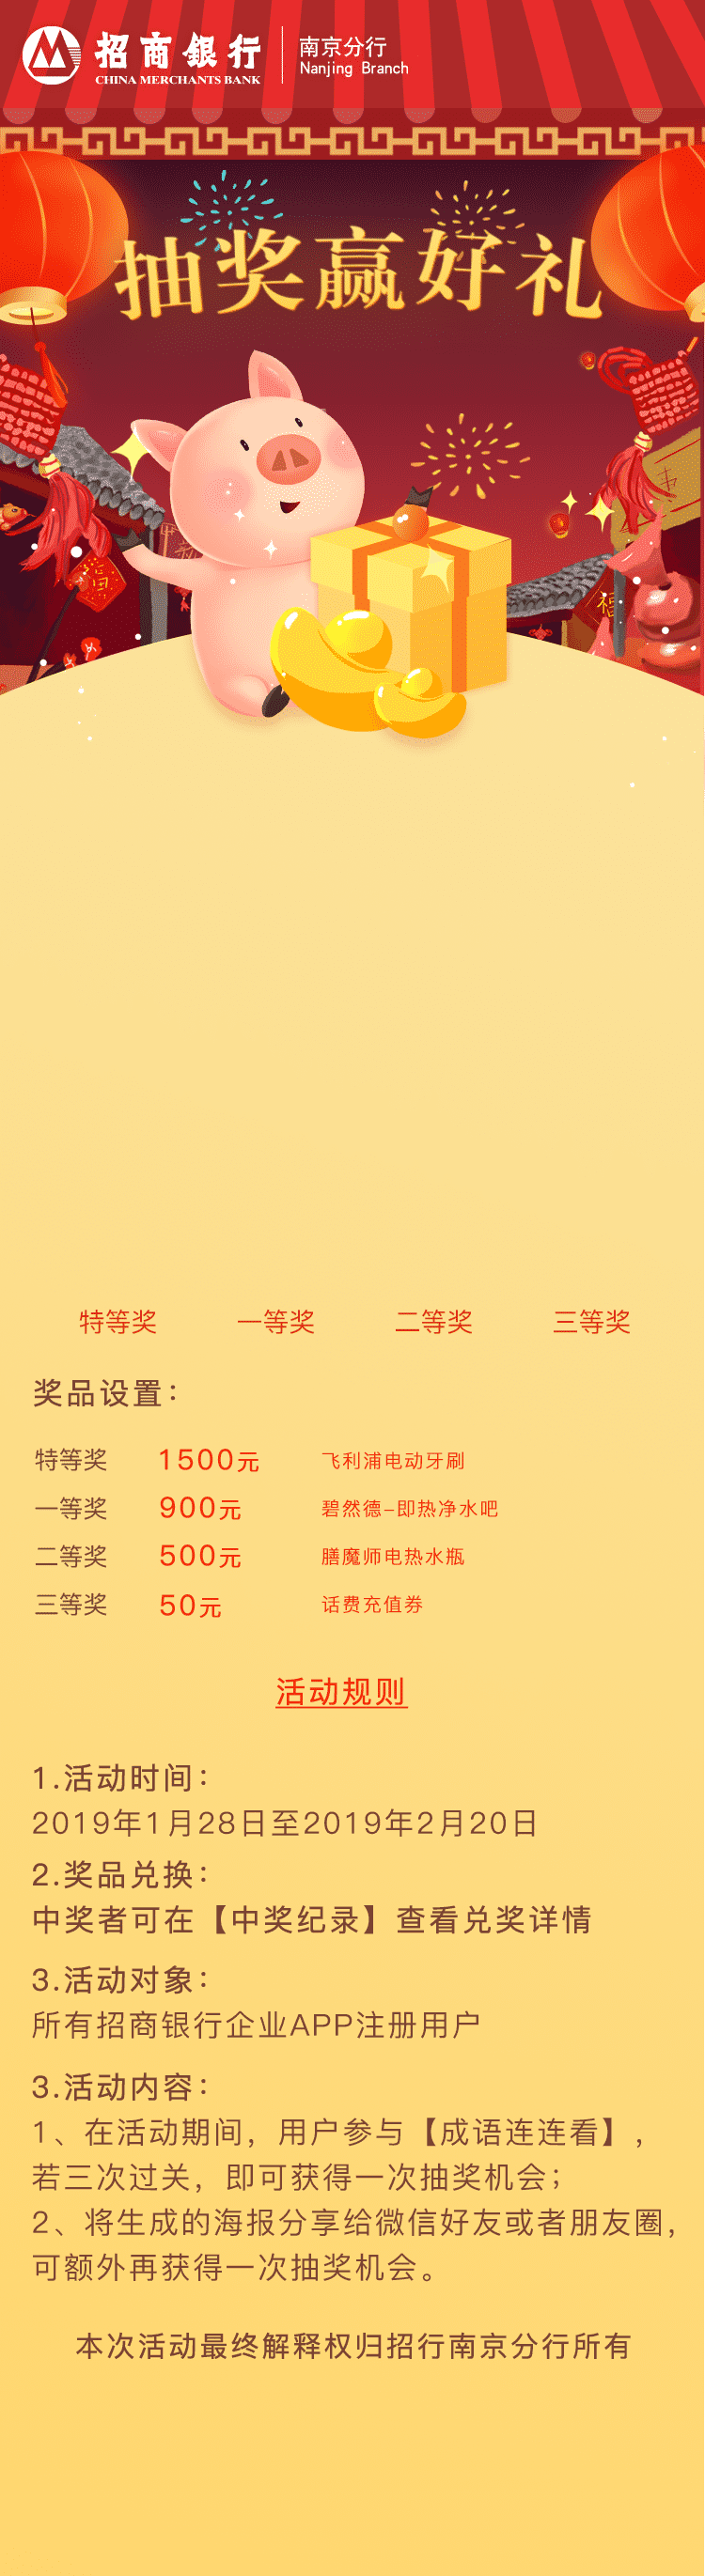 招商銀行
CHINA MERCHANTS BANK
南京分行
Nanjing Branch
抽奖赢好礼
福
福
特等奖 一等奖 二等奖 三等奖
奖品设置：
特等奖 1500元 飞利浦电动牙刷
一等奖 900元 碧然德-即热净水吧
二等奖 500元 膳魔师电热水瓶
三等奖 50元 话费充值券
活动规则
1.活动时间：
2019年1月28日至2019年2月20日
2.奖品兑换：
中奖者可在【中奖纪录】查看兑奖详情
3.活动对象：
所有招商银行企业APP注册用户
3.活动内容：
1、在活动期间，用户参与【成语连连看】，
若三次过关，即可获得一次抽奖机会；
2、将生成的海报分享给微信好友或者朋友圈，
可额外再获得一次抽奖机会。
本次活动最终解释权归招行南京分行所有